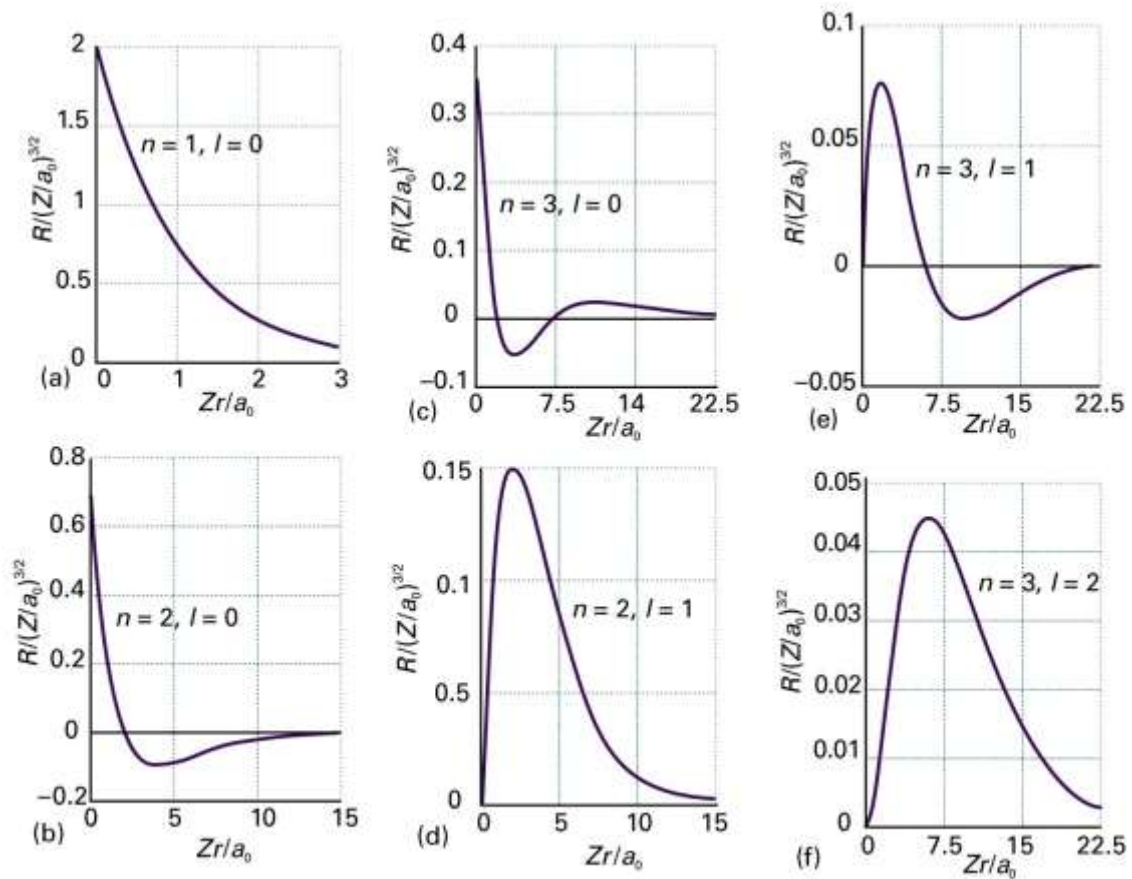 2
1.5
1
0.5
0
R/(Z/a₀)^3/2
n = 1, l = 0
0 1 2 3
Zr/a₀
(a)
0.8
0.6
0.4
0.2
0
−0.2
R/(Z/a₀)^3/2
n = 2, l = 0
0 5 10 15
Zr/a₀
(b)
0.4
0.3
0.2
0.1
0
−0.1
R/(Z/a₀)^3/2
n = 3, l = 0
0 7.5 14 22.5
Zr/a₀
(c)
0.15
0.1
0.5
0
R/(Z/a₀)^3/2
n = 2, l = 1
0 5 10 15
Zr/a₀
(d)
0.1
0.05
0
−0.05
R/(Z/a₀)^3/2
n = 3, l = 1
0 7.5 15 22.5
Zr/a₀
(e)
0.05
0.04
0.03
0.02
0.01
0
R/(Z/a₀)^3/2
n = 3, l = 2
0 7.5 15 22.5
Zr/a₀
(f)